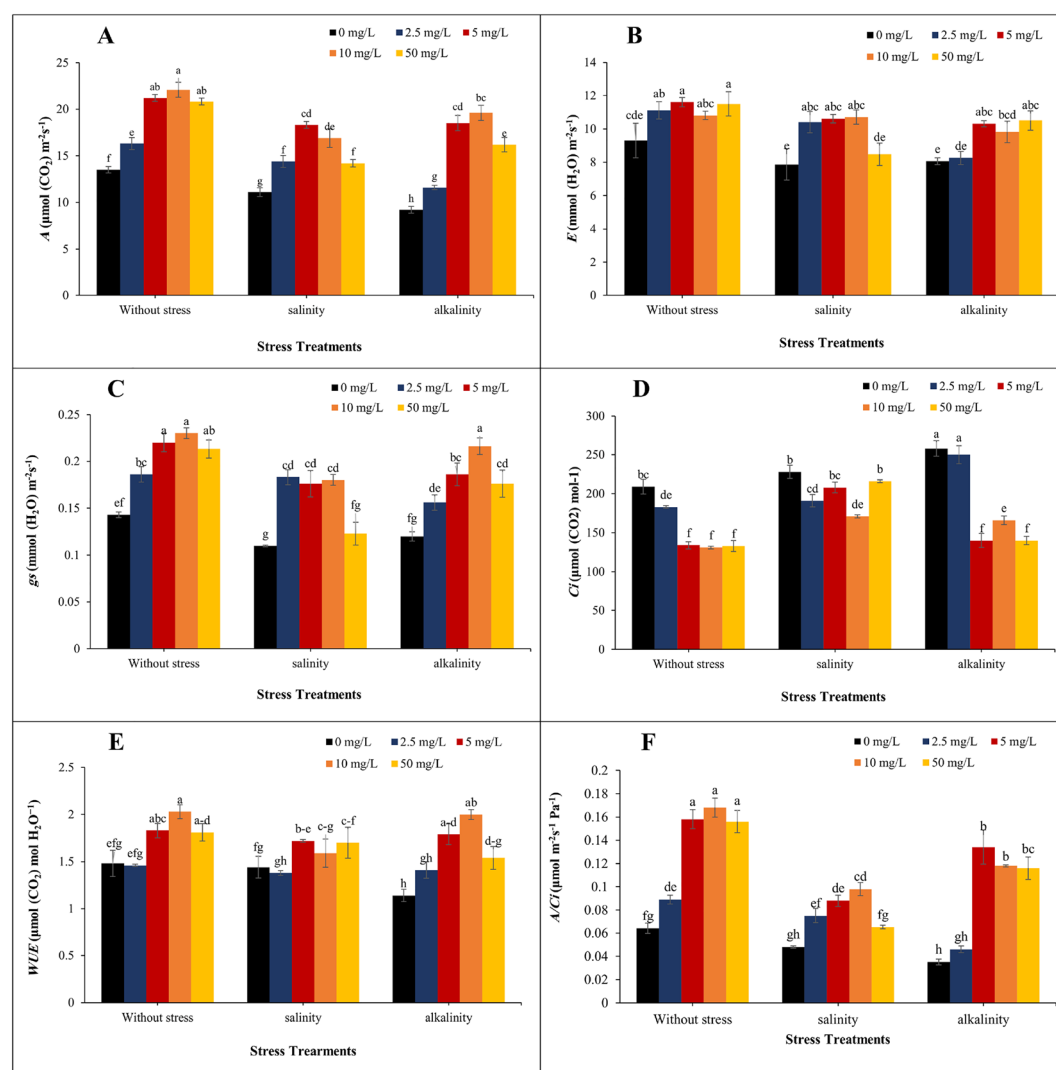 A
0 mg/L 2.5 mg/L 5 mg/L
10 mg/L 50 mg/L
A (μmol (CO₂) m⁻²s⁻¹)
25
20
15
10
5
0
f e ab a ab
g f cd de f
h g cd bc e
Without stress salinity alkalinity
Stress Treatments
B
0 mg/L 2.5 mg/L 5 mg/L
10 mg/L 50 mg/L
E (mmol (H₂O) m⁻²s⁻¹)
14
12
10
8
6
4
2
0
cde ab a abc a
e abc abc abc de
e de abc bcd abc
Without stress salinity alkalinity
Stress Treatments
C
0 mg/L 2.5 mg/L 5 mg/L
10 mg/L 50 mg/L
gs (mmol (H₂O) m⁻²s⁻¹)
0.25
0.2
0.15
0.1
0.05
0
ef bc a a ab
g cd cd cd fg
fg de bc a cd
Without stress salinity alkalinity
Stress Treatments
D
0 mg/L 2.5 mg/L 5 mg/L
10 mg/L 50 mg/L
Ci (μmol (CO2) mol-1)
300
250
200
150
100
50
0
bc de f f f
b cd bc de b
a a f e f
Without stress salinity alkalinity
Stress Treatments
E
0 mg/L 2.5 mg/L 5 mg/L
10 mg/L 50 mg/L
WUE (μmol (CO₂) mol H₂O⁻¹)
2.5
2
1.5
1
0.5
0
efg efg abc a a-d
fg gh b-e c-g c-f
h gh a-d ab d-g
Without stress salinity alkalinity
Stress Trearments
F
0 mg/L 2.5 mg/L 5 mg/L
10 mg/L 50 mg/L
A/Ci (μmol m⁻²s⁻¹ Pa⁻¹)
0.2
0.18
0.16
0.14
0.12
0.1
0.08
0.06
0.04
0.02
0
fg de a a a
gh ef de cd fg
h gh b b bc
Without stress salinity alkalinity
Stress Treatments